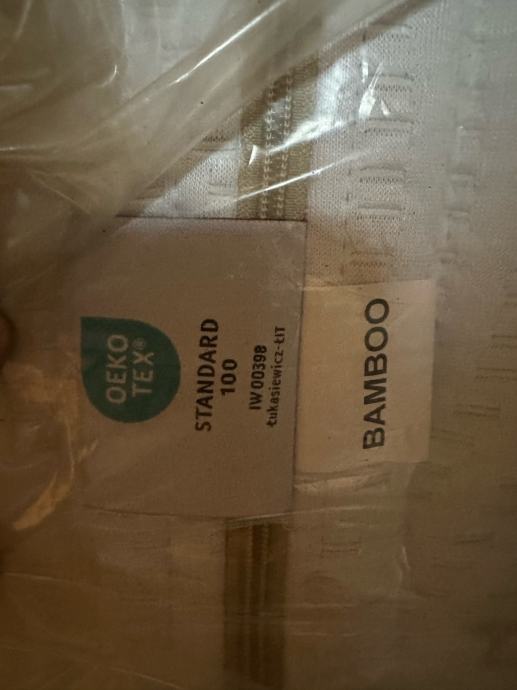 OEKO
TEX®
STANDARD
100
IW 00398
Łukasiewicz-ŁIT
BAMBOO